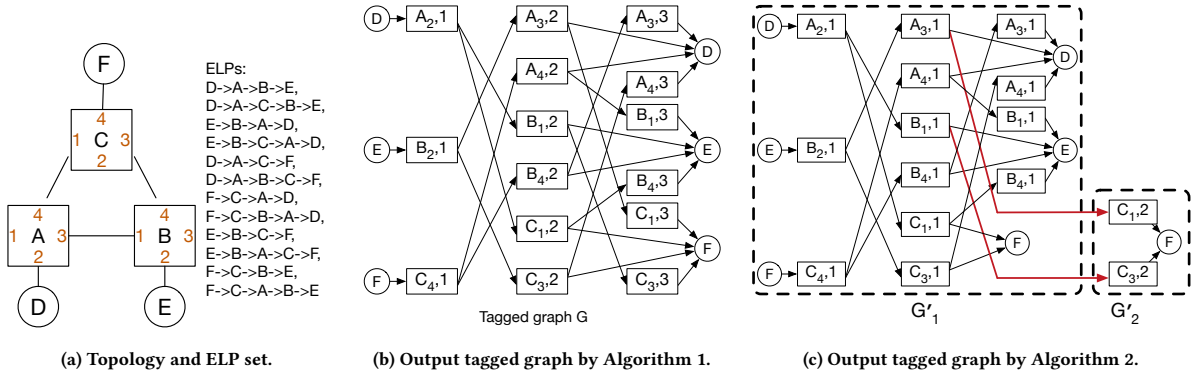 F
4
1 C 3
2
4
1 A 3
2
4
1 B 3
2
D
E
ELPs:
D->A->B->E,
D->A->C->B->E,
E->B->A->D,
E->B->C->A->D,
D->A->C->F,
D->A->B->C->F,
F->C->A->D,
F->C->B->A->D,
E->B->C->F,
E->B->A->C->F,
F->C->B->E,
F->C->A->B->E
(a) Topology and ELP set.
D
A2,1
E
B2,1
F
C4,1
A3,2
A4,2
B1,2
B4,2
C1,2
C3,2
A3,3
A4,3
B1,3
B4,3
C1,3
C3,3
D
E
F
Tagged graph G
(b) Output tagged graph by Algorithm 1.
D
A2,1
E
B2,1
F
C4,1
A3,1
A4,1
B1,1
B4,1
C1,1
C3,1
A3,1
A4,1
B1,1
B4,1
D
E
F
G'1
C1,2
C3,2
F
G'2
(c) Output tagged graph by Algorithm 2.